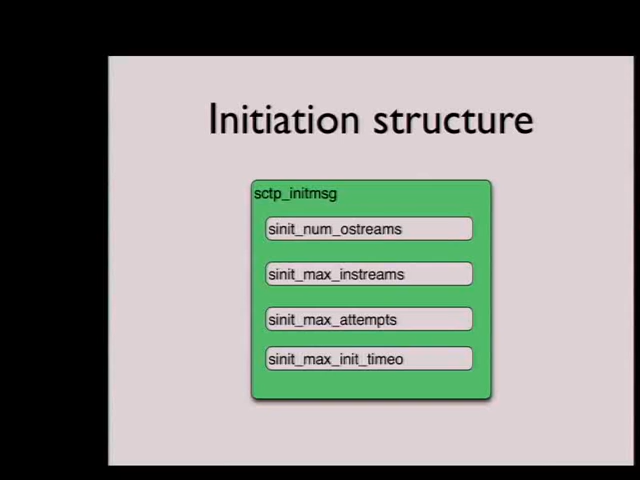 Initiation structure
sctp_initmsg
sinit_num_ostreams
sinit_max_instreams
sinit_max_attempts
sinit_max_init_timeo